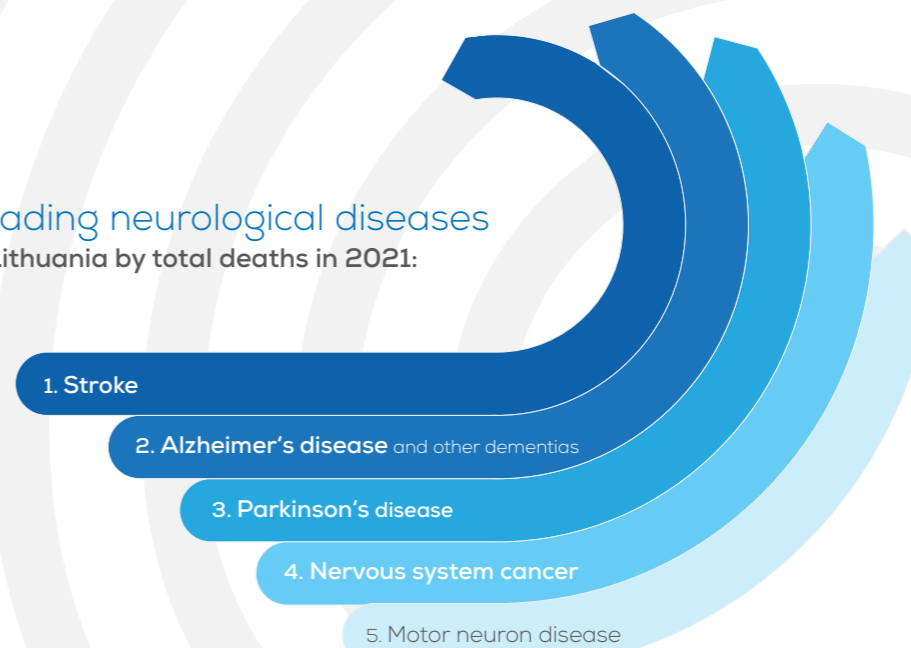 ading neurological diseases
ithuania by total deaths in 2021:
1. Stroke
2. Alzheimer's disease and other dementias
3. Parkinson's disease
4. Nervous system cancer
5. Motor neuron disease